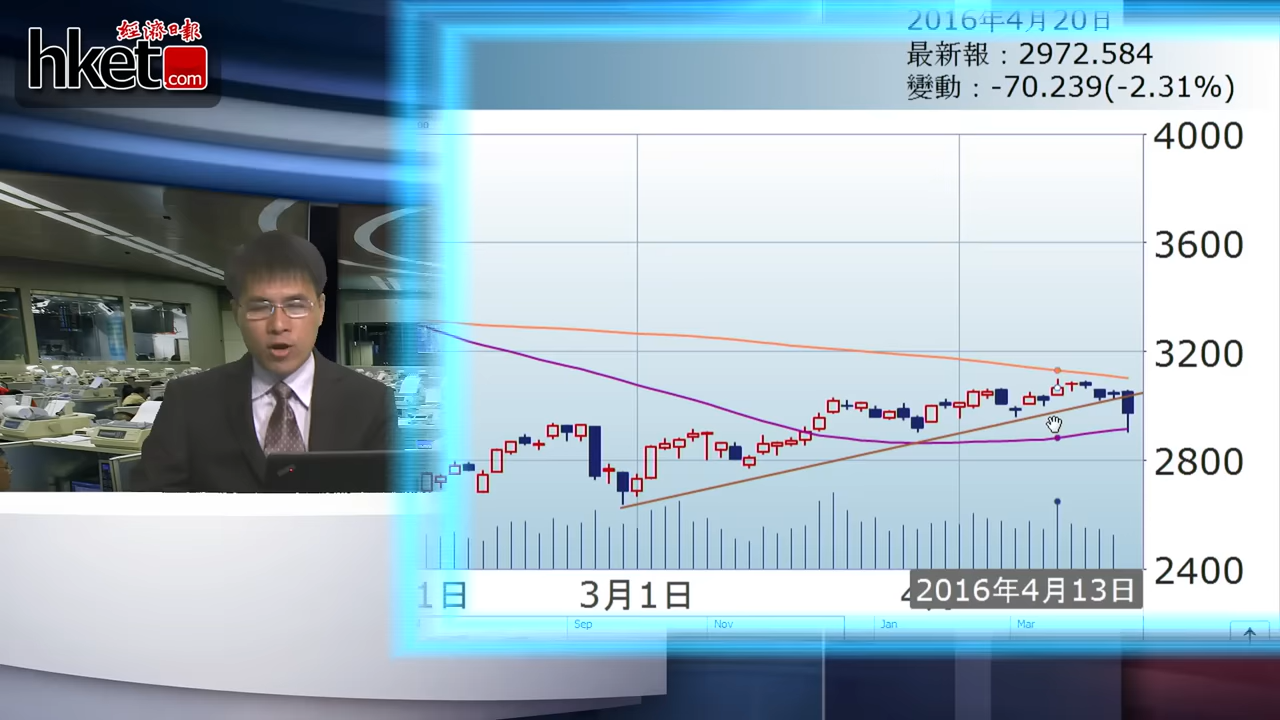 經濟日報
hket
.com
2016年4月20日
最新報：2972.584
變動：-70.239(-2.31%)
4000
3600
3200
2800
2400
1日
3月1日
2016年4月13日
Sep
Nov
Jan
Mar